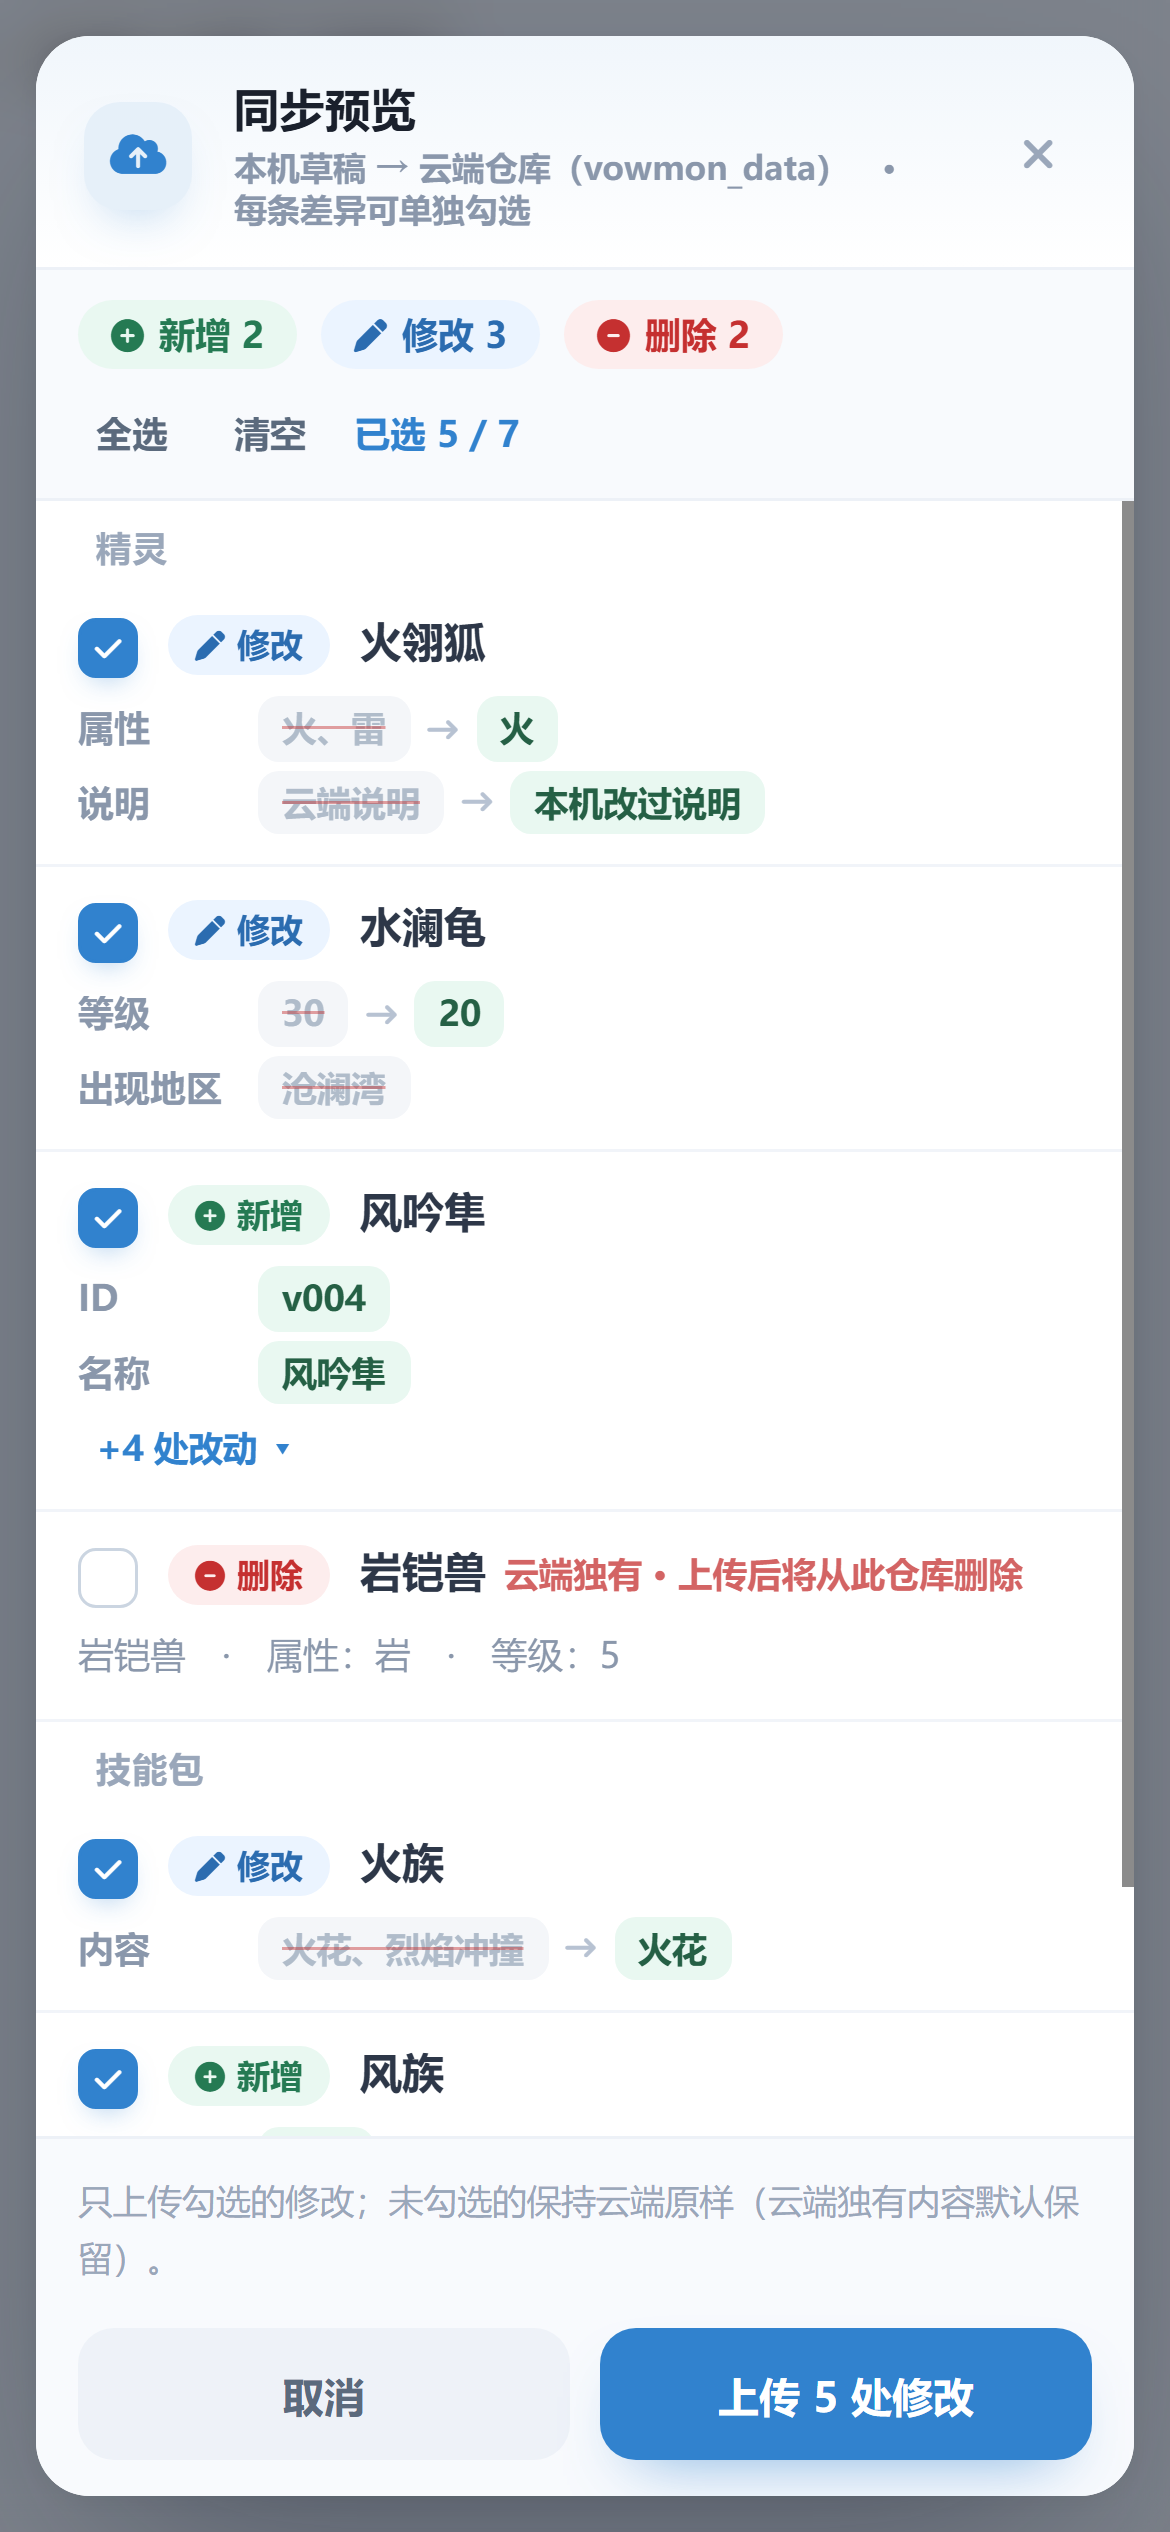 同步预览
本机草稿 → 云端仓库（vowmon_data） •
每条差异可单独勾选
新增 2 修改 3 删除 2
全选 清空 已选 5 / 7
精灵
修改 火翎狐
属性 火、雷 → 火
说明 云端说明 → 本机改过说明
修改 水澜龟
等级 30 → 20
出现地区 沧澜湾
新增 风吟隼
ID v004
名称 风吟隼
+4 处改动
删除 岩铠兽 云端独有 • 上传后将从此仓库删除
岩铠兽 · 属性：岩 · 等级：5
技能包
修改 火族
内容 火花、烈焰冲撞 → 火花
新增 风族
只上传勾选的修改；未勾选的保持云端原样（云端独有内容默认保
留）。
取消 上传 5 处修改